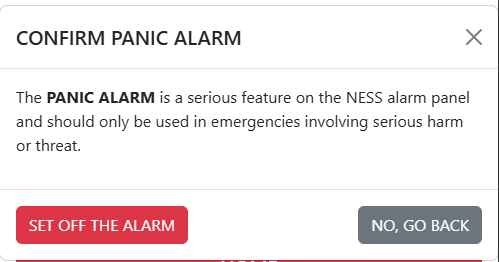 CONFIRM PANIC ALARM
The PANIC ALARM is a serious feature on the NESS alarm panel
and should only be used in emergencies involving serious harm
or threat.
SET OFF THE ALARM
NO, GO BACK